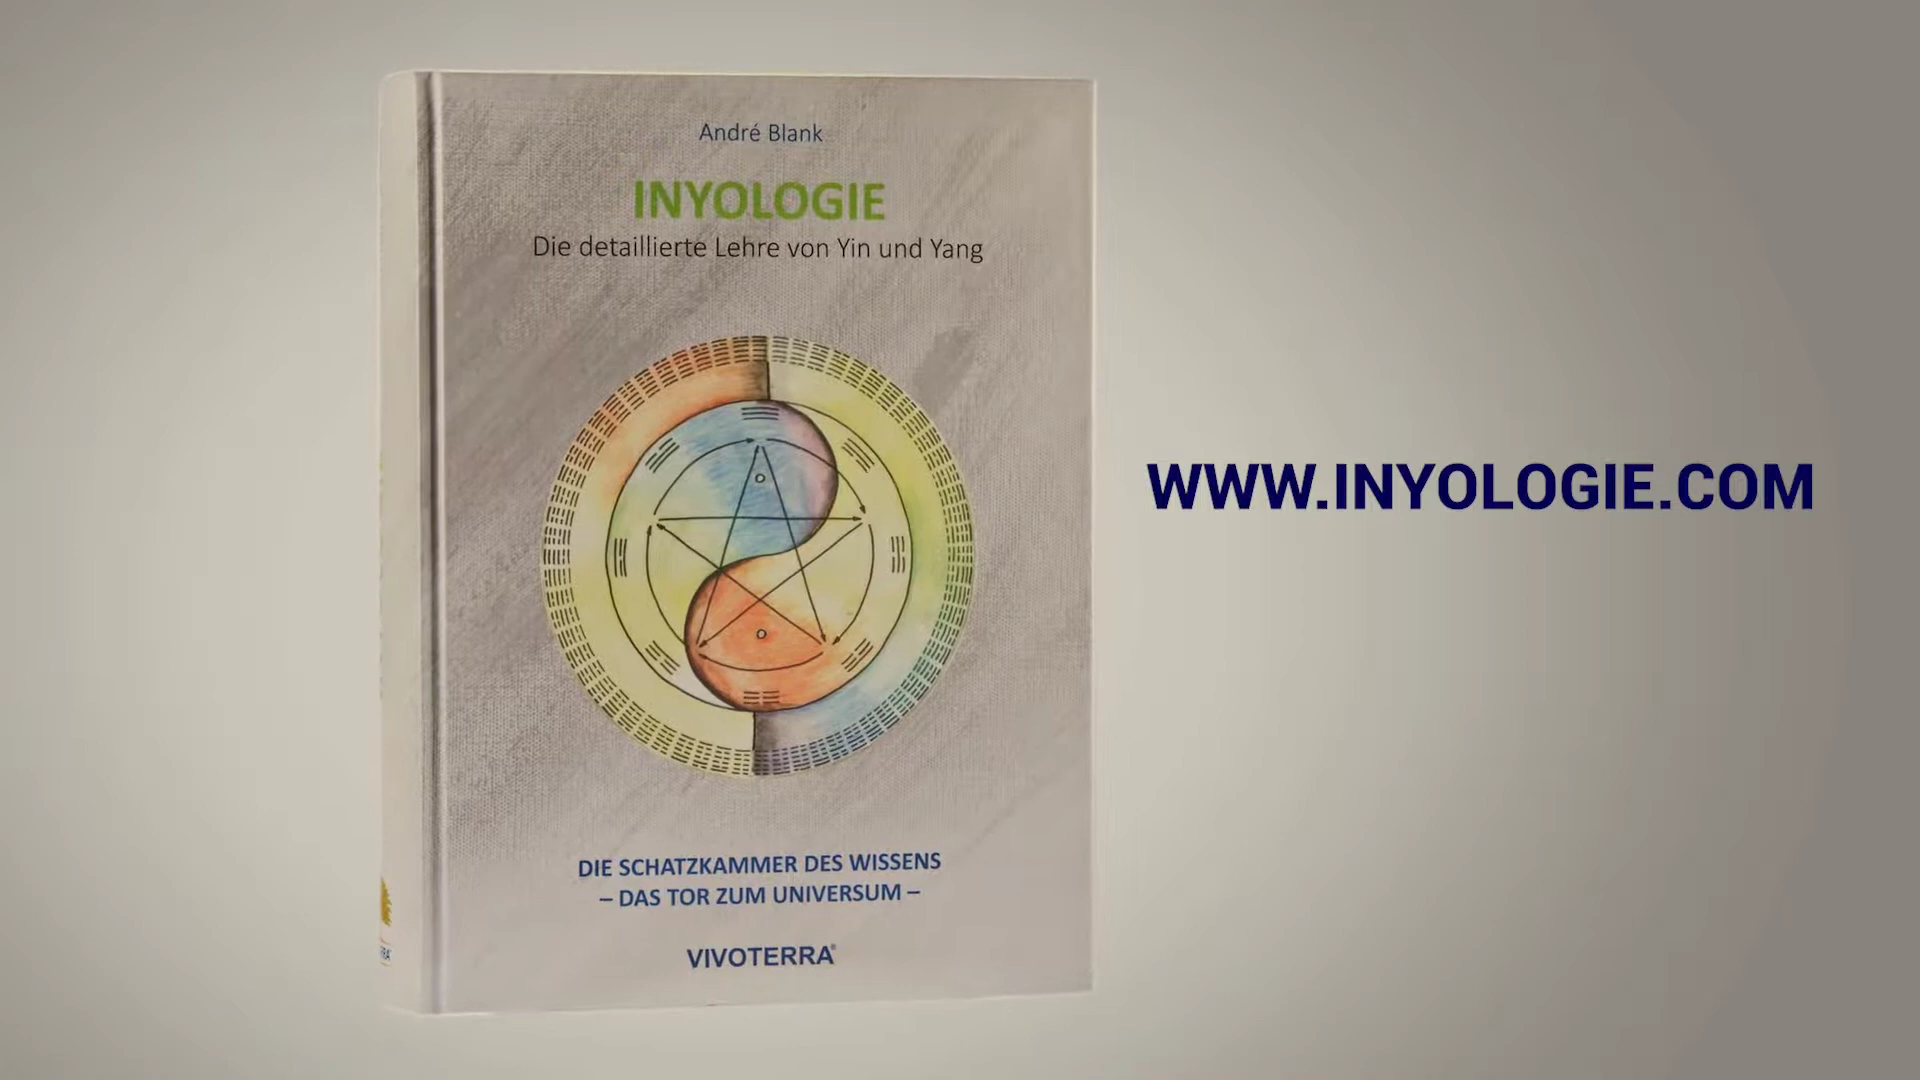 André Blank
INYOLOGIE
Die detaillierte Lehre von Yin und Yang
WWW.INYOLOGIE.COM
DIE SCHATZKAMMER DES WISSENS
– DAS TOR ZUM UNIVERSUM –
VIVOTERRA®